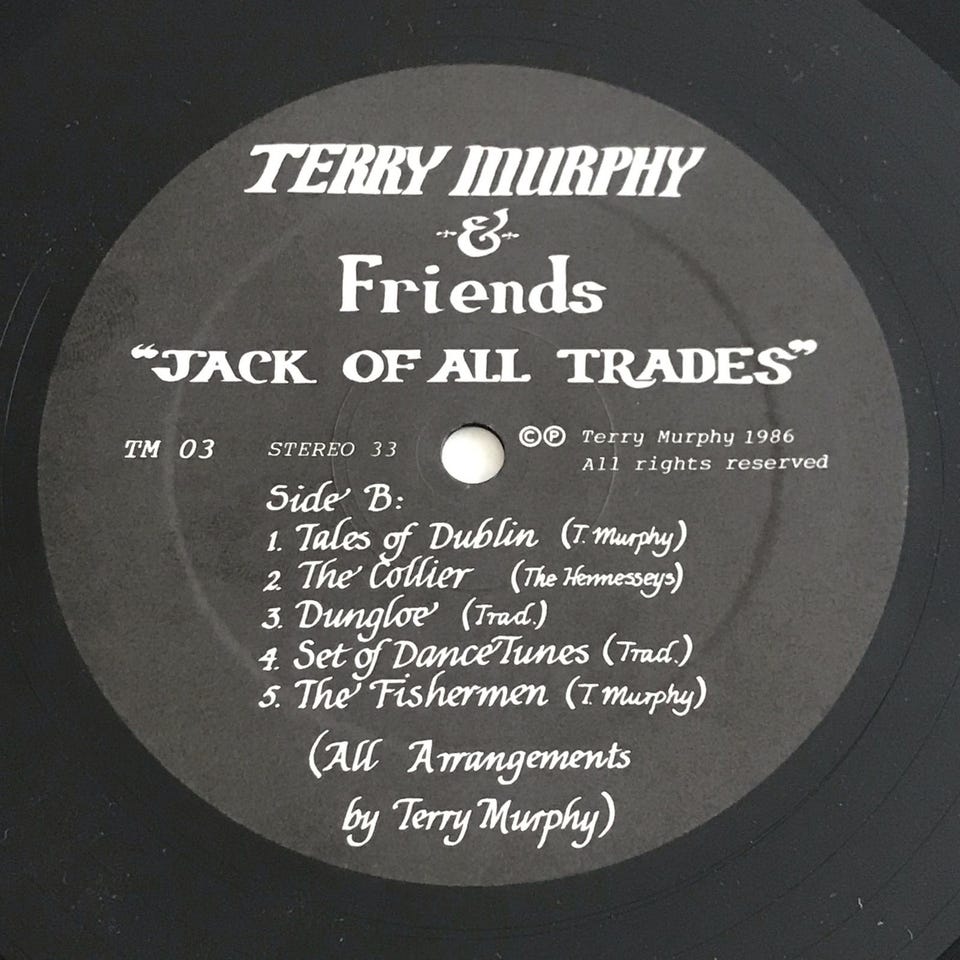 TERRY MURPHY
&
Friends
"JACK OF ALL TRADES"
TM 03 STEREO 33 ©℗ Terry Murphy 1986
All rights reserved
Side B:
1. Tales of Dublin (T. Murphy)
2. The Collier (The Hennesseys)
3. Dungloe (Trad.)
4. Set of Dance Tunes (Trad.)
5. The Fishermen (T. Murphy)
(All Arrangements
by Terry Murphy)